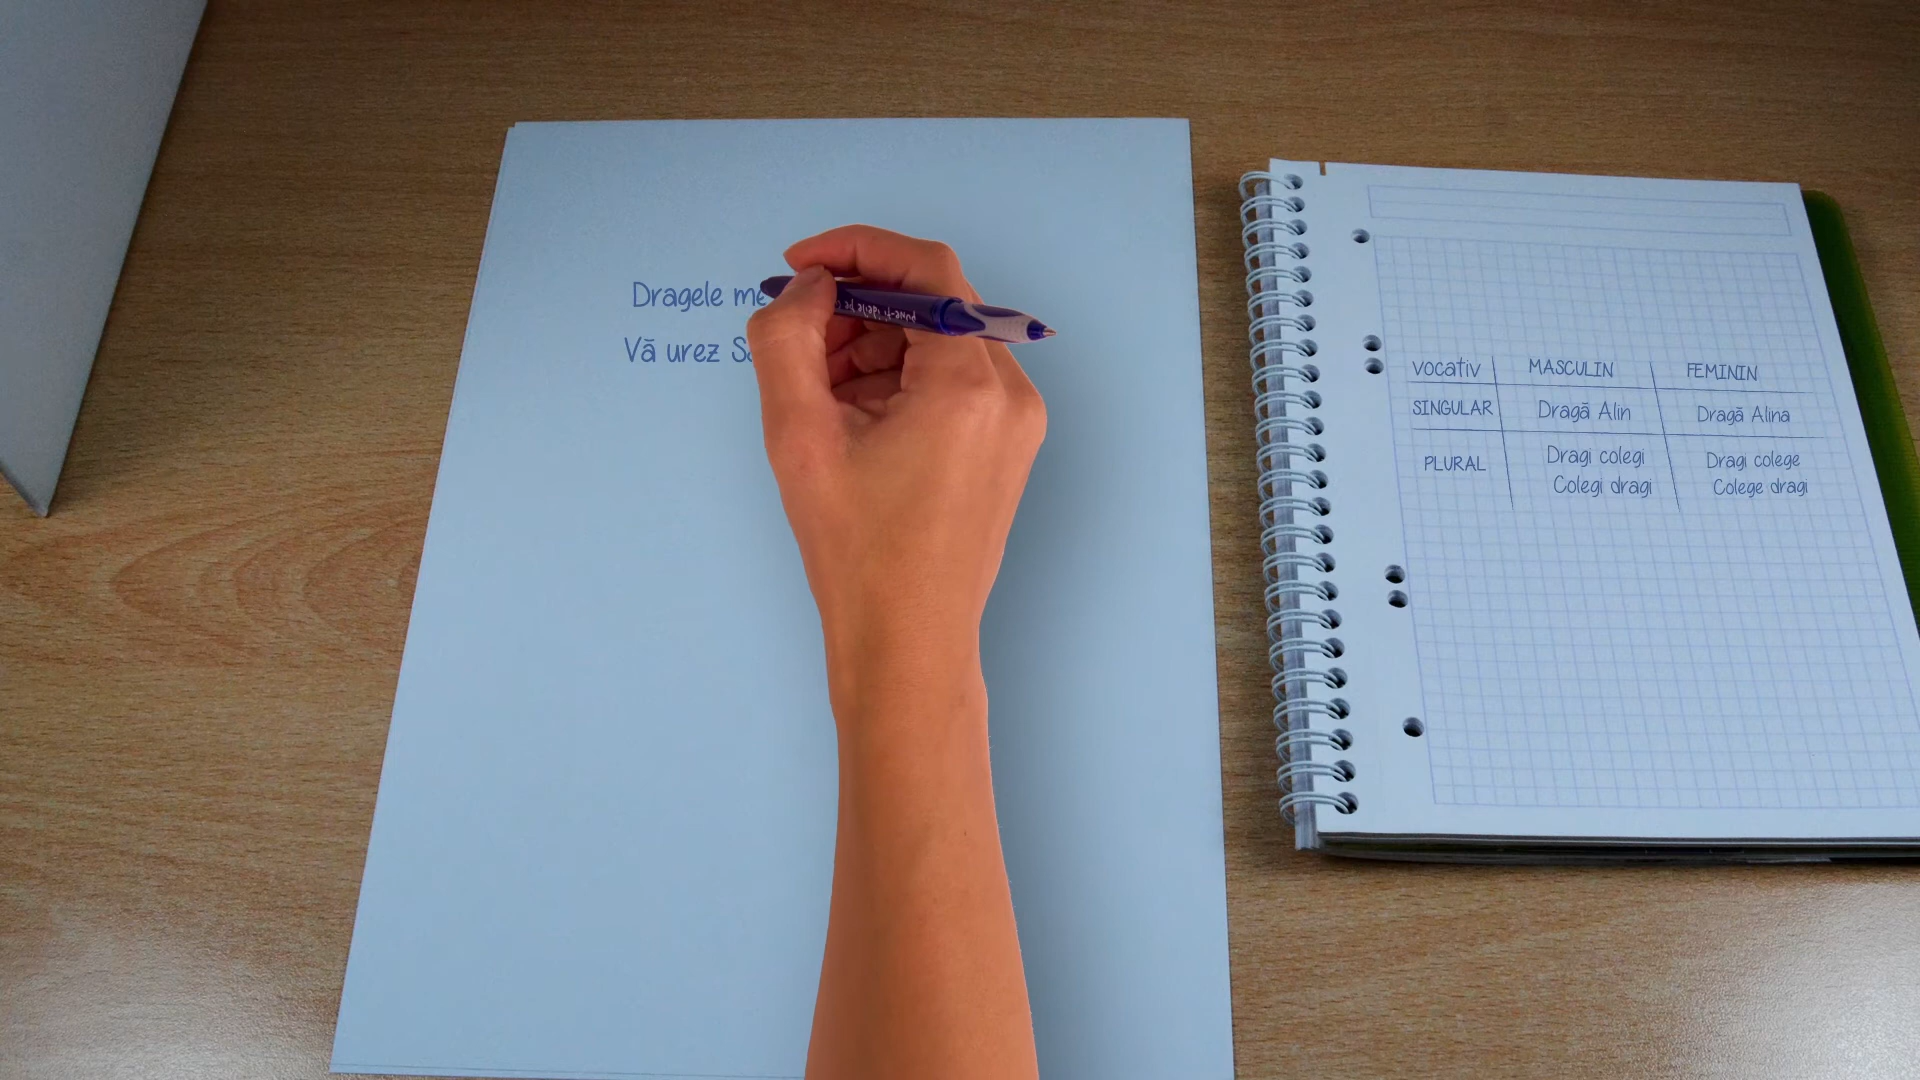 Dragele
Vă urez
vocativ MASCULIN FEMININ
SINGULAR Dragă Alin Dragă Alina
PLURAL Dragi colegi Dragi colege
Colegi dragi Colege dragi